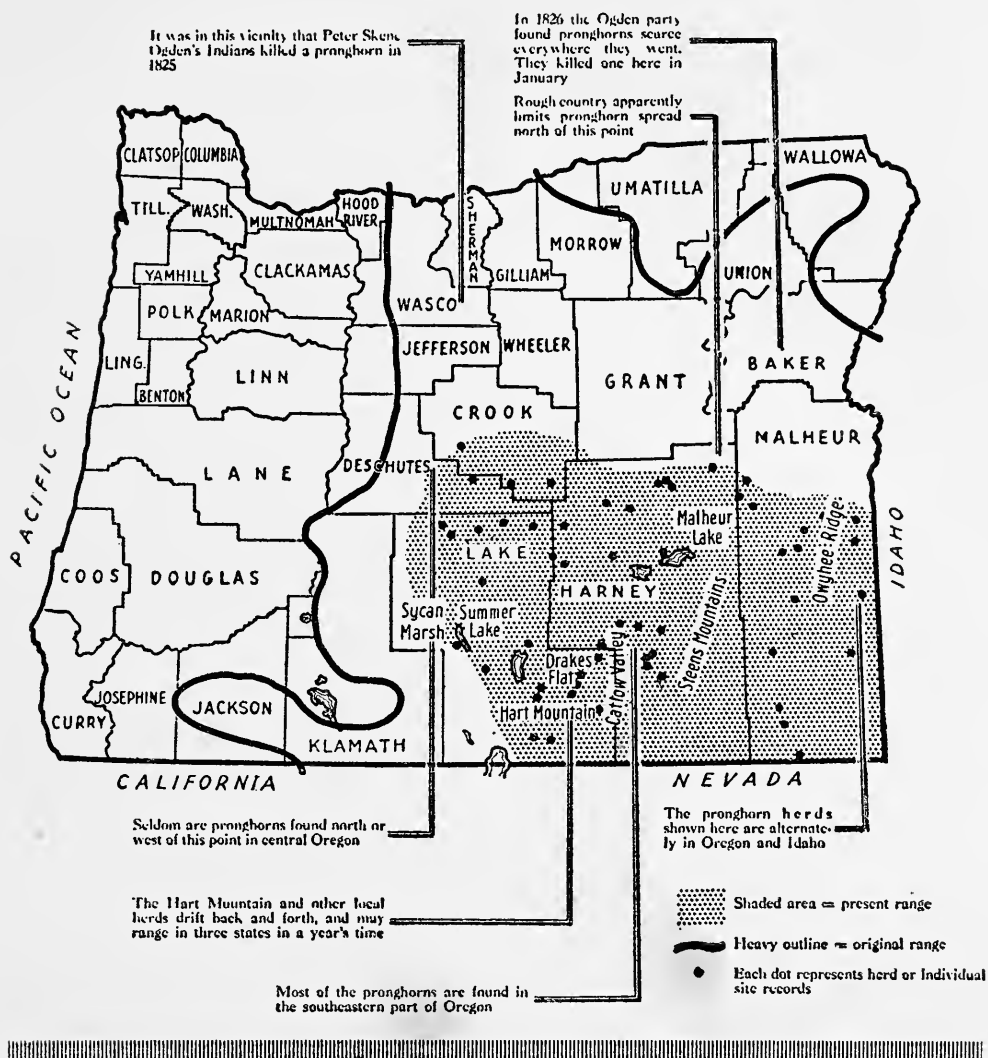 It was in this vicinity that Peter Skene
Ogden's Indians killed a pronghorn in
1825
In 1826 the Ogden party
found pronghorns scarce
everywhere they went.
They killed one here in
January
Rough country apparently
limits pronghorn spread
north of this point
CLATSOP
COLUMBIA
TILL.
WASH.
MULTNOMAH
HOOD
RIVER
SHERMAN
UMATILLA
WALLOWA
MORROW
GILLIAM
UNION
YAMHILL
CLACKAMAS
WASCO
POLK
MARION
JEFFERSON
WHEELER
GRANT
BAKER
LING.
BENTON
LINN
CROOK
MALHEUR
PACIFIC OCEAN
LANE
DESCHUTES
IDAHO
LAKE
Malheur
Lake
Owyhee Ridge
COOS
DOUGLAS
HARNEY
Sycan
Marsh
Summer
Lake
Drakes
Flat
Catlow Valley
Steens Mountains
JOSEPHINE
CURRY
JACKSON
KLAMATH
Hart Mountain
CALIFORNIA
NEVADA
Seldom are pronghorns found north or
west of this point in central Oregon
The pronghorn herds
shown here are alternate-
ly in Oregon and Idaho
The Hart Mountain and other local
herds drift back and forth, and may
range in three states in a year's time
Most of the pronghorns are found in
the southeastern part of Oregon
Shaded area = present range
Heavy outline = original range
Each dot represents herd or individual
site records